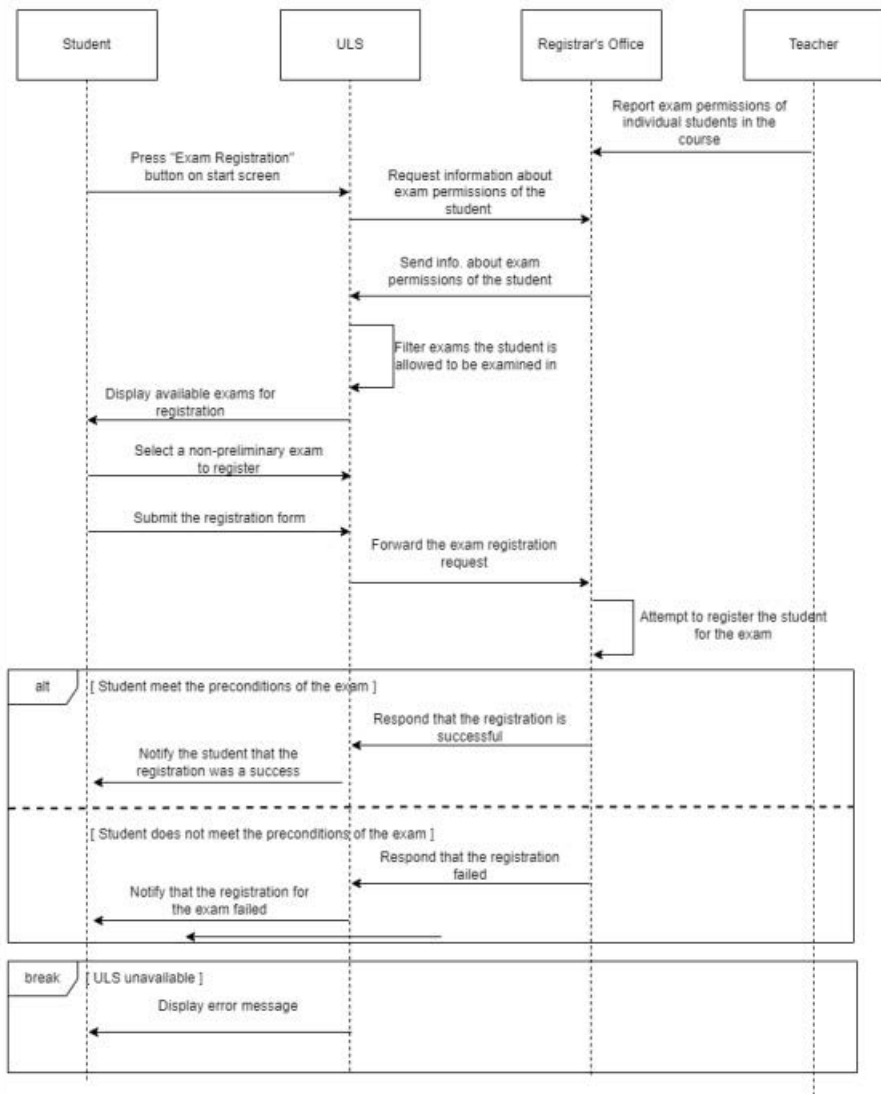 Student
ULS
Registrar's Office
Teacher
Report exam permissions of
individual students in the
course
Press "Exam Registration"
button on start screen
Request information about
exam permissions of the
student
Send info. about exam
permissions of the student
Filter exams the student is
allowed to be examined in
Display available exams for
registration
Select a non-preliminary exam
to register
Submit the registration form
Forward the exam registration
request
Attempt to register the student
for the exam
alt
[ Student meet the preconditions of the exam ]
Respond that the registration is
successful
Notify the student that the
registration was a success
[ Student does not meet the preconditions of the exam ]
Respond that the registration
failed
Notify that the registration for
the exam failed
break
[ ULS unavailable ]
Display error message